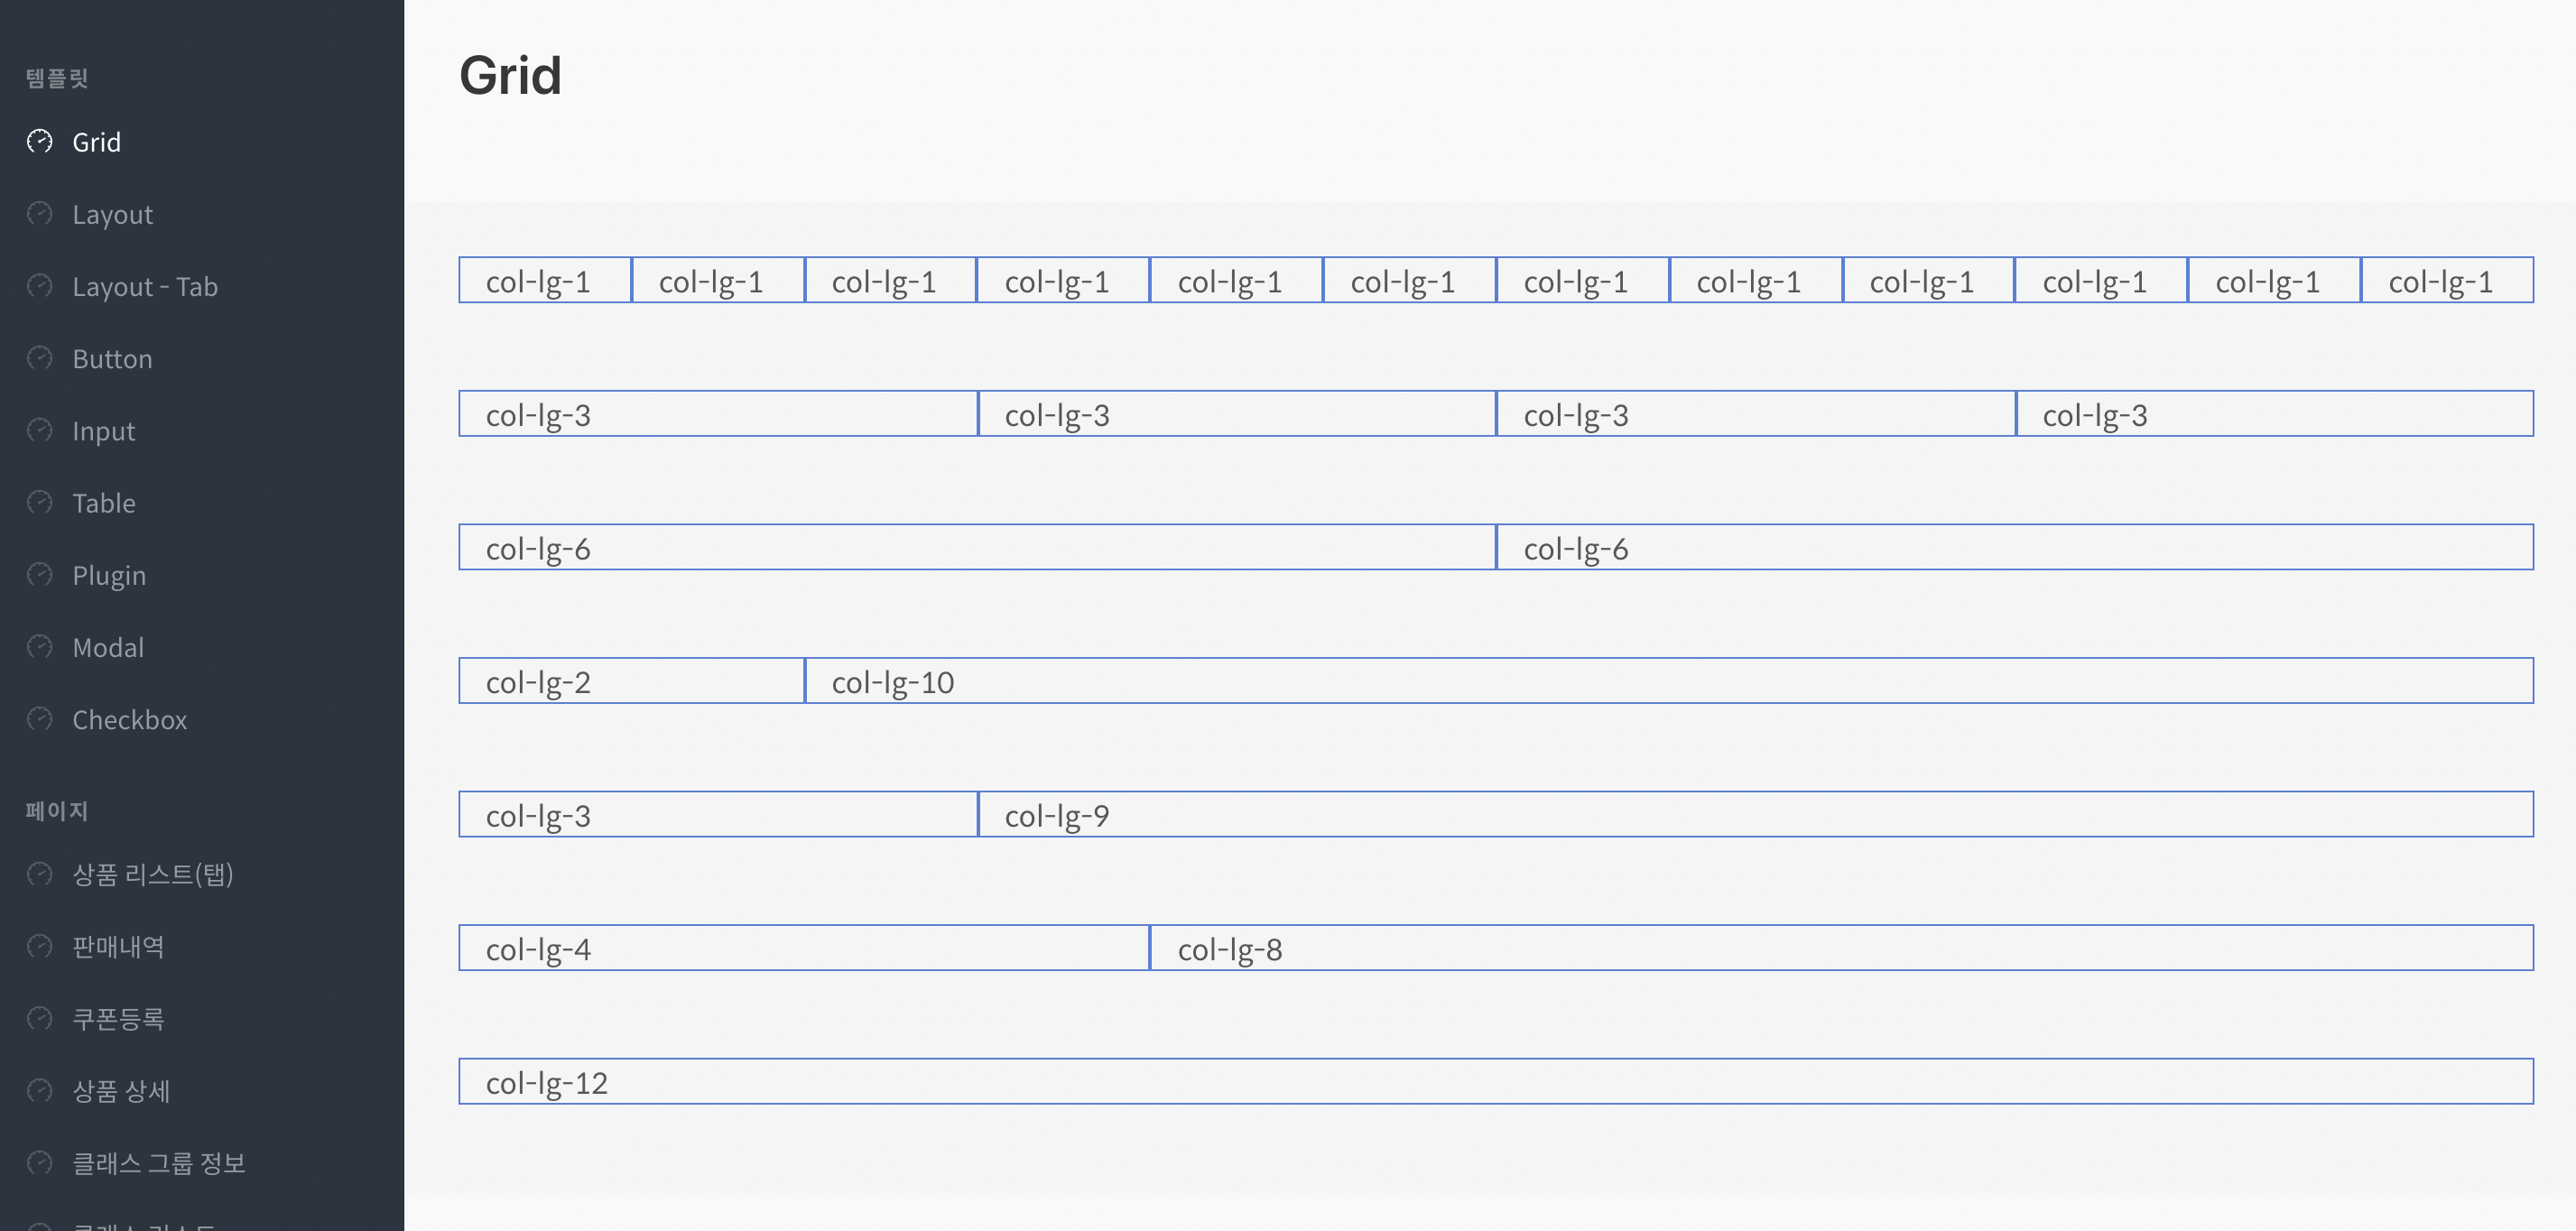 템플릿
Grid
Layout
Layout - Tab
Button
Input
Table
Plugin
Modal
Checkbox
페이지
상품 리스트(탭)
판매내역
쿠폰등록
상품 상세
클래스 그룹 정보
Grid
col-lg-1 col-lg-1 col-lg-1 col-lg-1 col-lg-1 col-lg-1 col-lg-1 col-lg-1 col-lg-1 col-lg-1 col-lg-1 col-lg-1
col-lg-3 col-lg-3 col-lg-3 col-lg-3
col-lg-6 col-lg-6
col-lg-2 col-lg-10
col-lg-3 col-lg-9
col-lg-4 col-lg-8
col-lg-12